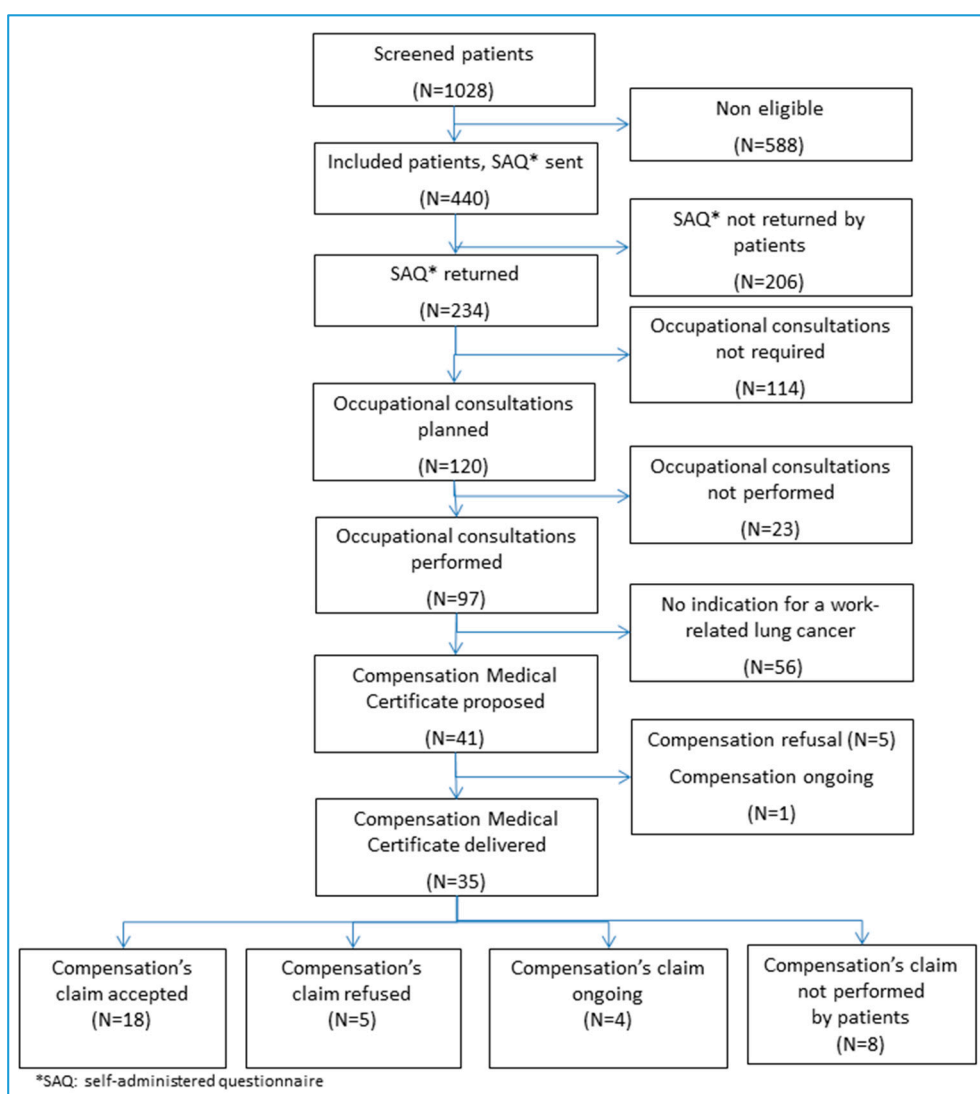 Screened patients
(N=1028)
Non eligible
(N=588)
Included patients, SAQ* sent
(N=440)
SAQ* not returned by
patients
(N=206)
SAQ* returned
(N=234)
Occupational consultations
not required
(N=114)
Occupational consultations
planned
(N=120)
Occupational consultations
not performed
(N=23)
Occupational consultations
performed
(N=97)
No indication for a work-
related lung cancer
(N=56)
Compensation Medical
Certificate proposed
(N=41)
Compensation refusal (N=5)
Compensation ongoing
(N=1)
Compensation Medical
Certificate delivered
(N=35)
Compensation's
claim accepted
(N=18)
Compensation's
claim refused
(N=5)
Compensation's claim
ongoing
(N=4)
Compensation's claim
not performed
by patients
(N=8)
*SAQ: self-administered questionnaire